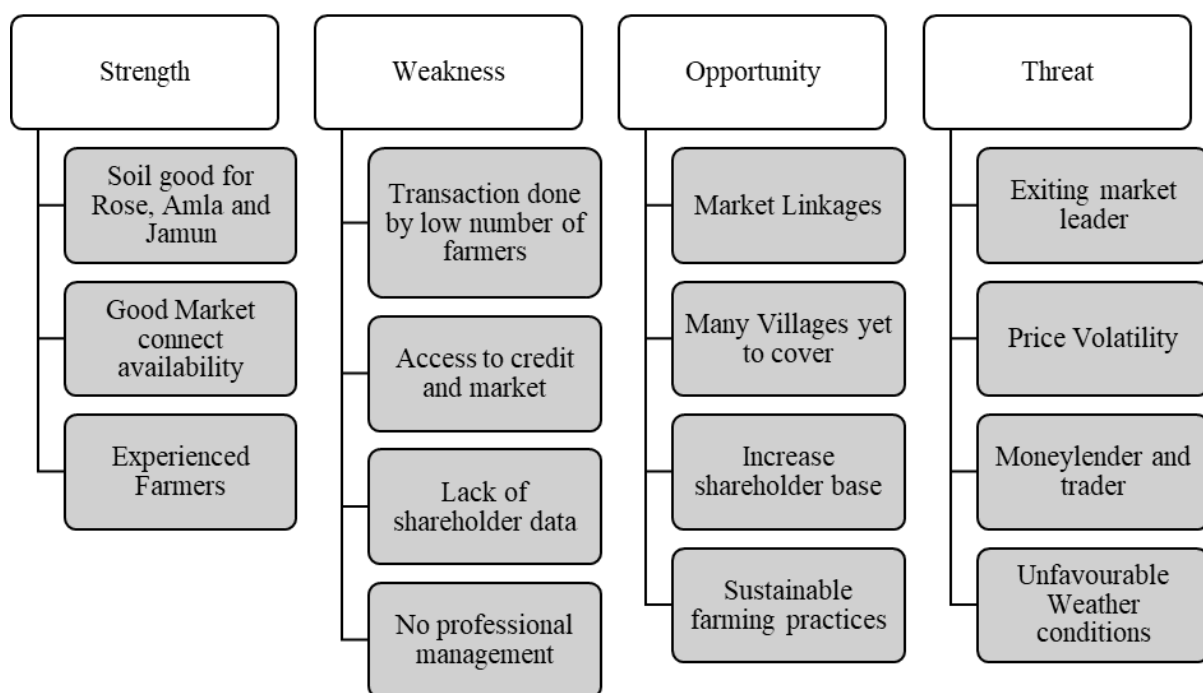 Strength
Soil good for
Rose, Amla and
Jamun
Good Market
connect
availability
Experienced
Farmers
Weakness
Transaction done
by low number of
farmers
Access to credit
and market
Lack of
shareholder data
No professional
management
Opportunity
Market Linkages
Many Villages yet
to cover
Increase
shareholder base
Sustainable
farming practices
Threat
Exiting market
leader
Price Volatility
Moneylender and
trader
Unfavourable
Weather
conditions